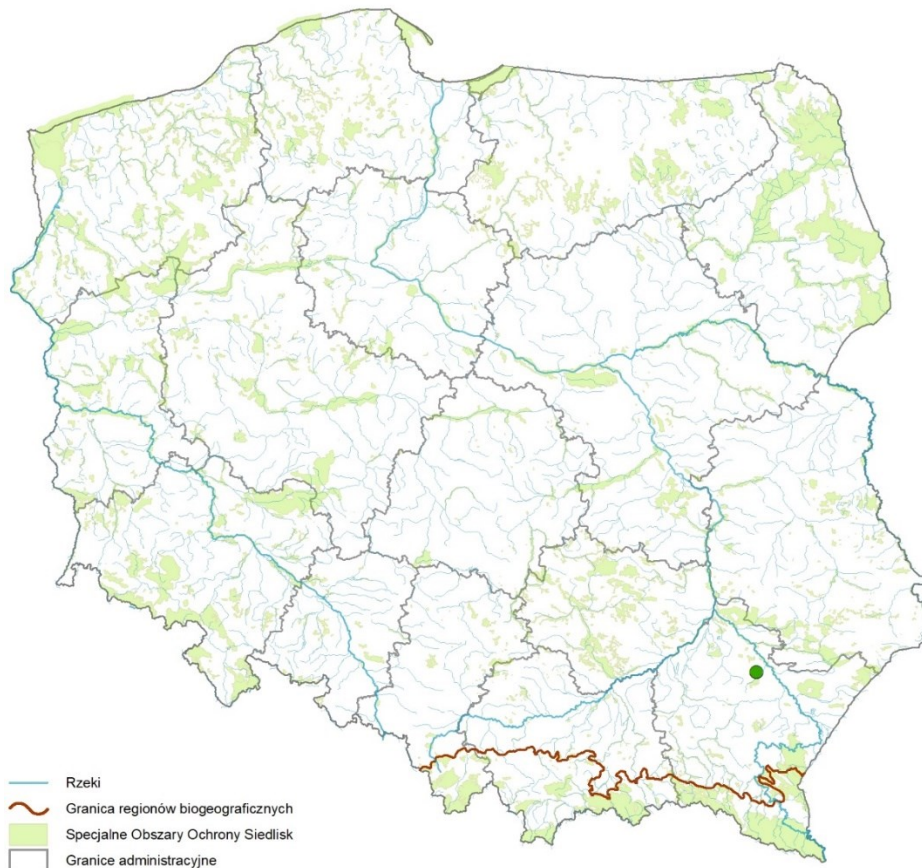 Rzeki
Granica regionów biogeograficznych
Specjalne Obszary Ochrony Siedlisk
Granice administracyjne